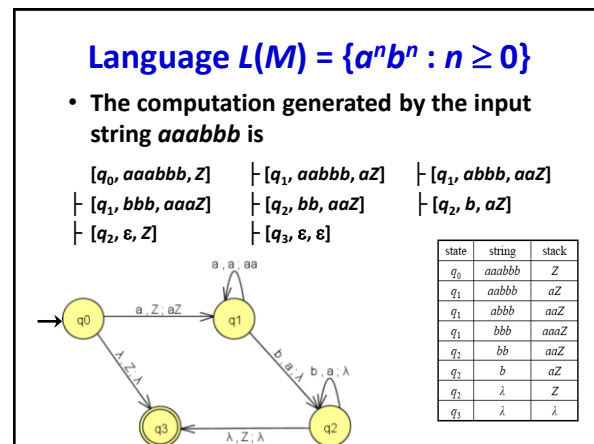 Language L(M) = {aⁿbⁿ : n ≥ 0}
• The computation generated by the input
string aaabbb is
[q₀, aaabbb, Z] ├ [q₁, aabbb, aZ] ├ [q₁, abbb, aaZ]
├ [q₁, bbb, aaaZ] ├ [q₂, bb, aaZ] ├ [q₂, b, aZ]
├ [q₂, ε, Z] ├ [q₃, ε, ε]
a , a ; aa
q0
a , Z ; aZ
q1
λ , Z ; λ
b , a ; λ
b , a ; λ
q3
λ , Z ; λ
q2
state string stack
q₀ aaabbb Z
q₁ aabbb aZ
q₁ abbb aaZ
q₁ bbb aaaZ
q₂ bb aaZ
q₂ b aZ
q₂ λ Z
q₃ λ λ